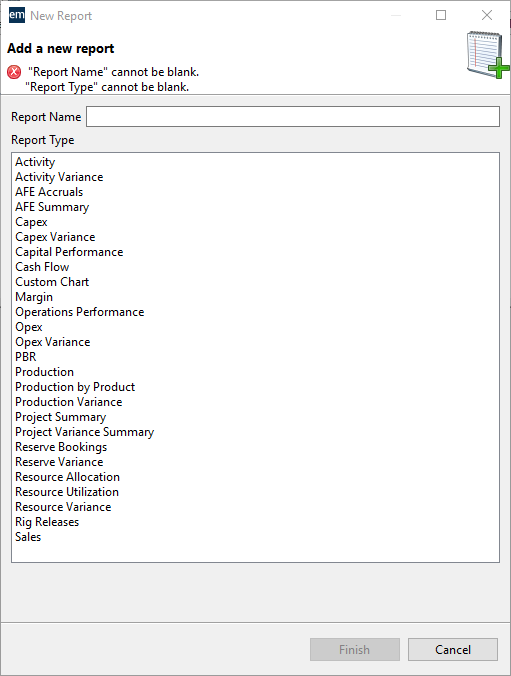 em New Report
Add a new report
"Report Name" cannot be blank.
"Report Type" cannot be blank.
Report Name
Report Type
Activity
Activity Variance
AFE Accruals
AFE Summary
Capex
Capex Variance
Capital Performance
Cash Flow
Custom Chart
Margin
Operations Performance
Opex
Opex Variance
PBR
Production
Production by Product
Production Variance
Project Summary
Project Variance Summary
Reserve Bookings
Reserve Variance
Resource Allocation
Resource Utilization
Resource Variance
Rig Releases
Sales
Finish Cancel